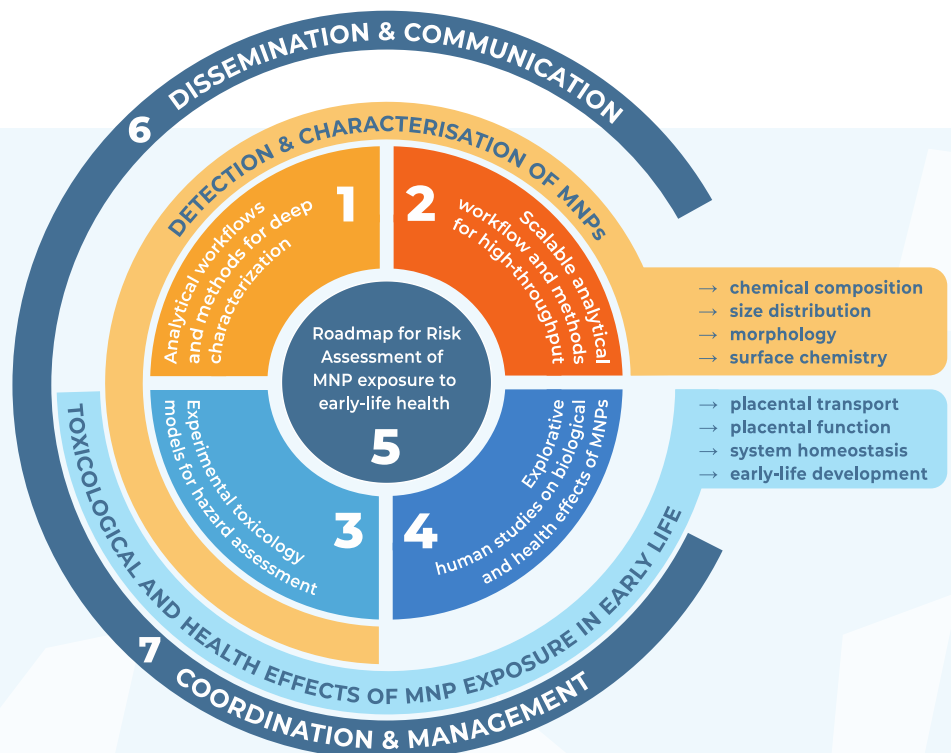 6 DISSEMINATION & COMMUNICATION
DETECTION & CHARACTERISATION OF MNPs
1
Analytical workflows
and methods for deep
characterization
2
Scalable analytical
workflow and methods
for high-throughput
→ chemical composition
→ size distribution
→ morphology
→ surface chemistry
Roadmap for Risk
Assessment of
MNP exposure to
early-life health
5
→ placental transport
→ placental function
→ system homeostasis
→ early-life development
3
Experimental toxicology
models for hazard assessment
4
Explorative
human studies on biological
and health effects of MNPs
TOXICOLOGICAL AND HEALTH EFFECTS OF MNP EXPOSURE IN EARLY LIFE
7 COORDINATION & MANAGEMENT